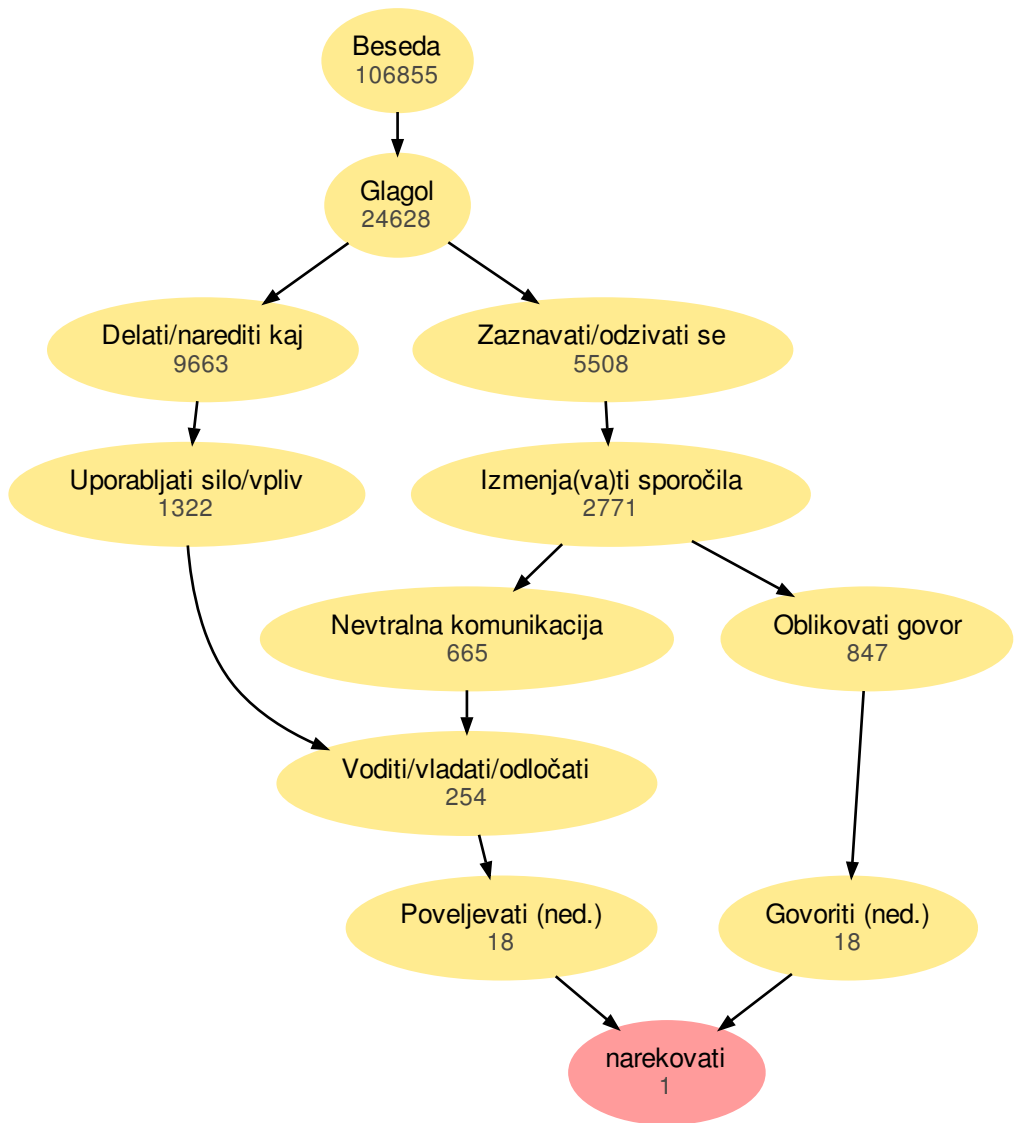 Beseda
106855
Glagol
24628
Delati/narediti kaj
9663
Zaznavati/odzivati se
5508
Uporabljati silo/vpliv
1322
Izmenja(va)ti sporočila
2771
Nevtralna komunikacija
665
Oblikovati govor
847
Voditi/vladati/odločati
254
Poveljevati (ned.)
18
Govoriti (ned.)
18
narekovati
1